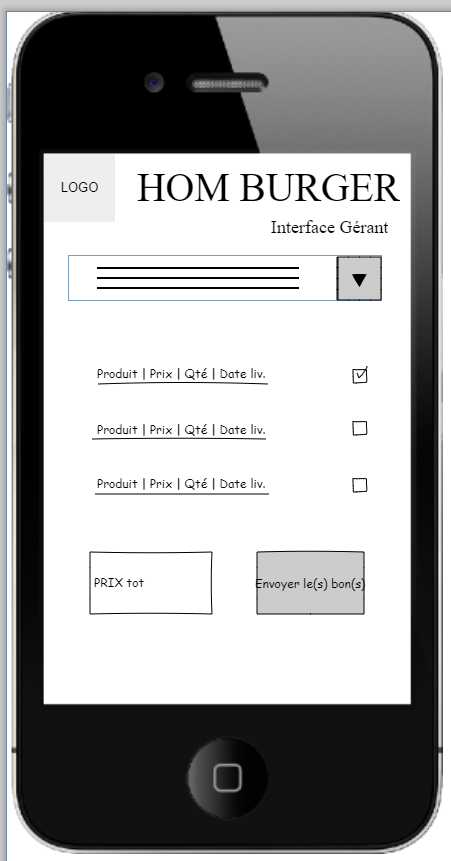 LOGO
HOM BURGER
Interface Gérant
Produit | Prix | Qté | Date liv.
Produit | Prix | Qté | Date liv.
Produit | Prix | Qté | Date liv.
PRIX tot
Envoyer le(s) bon(s)